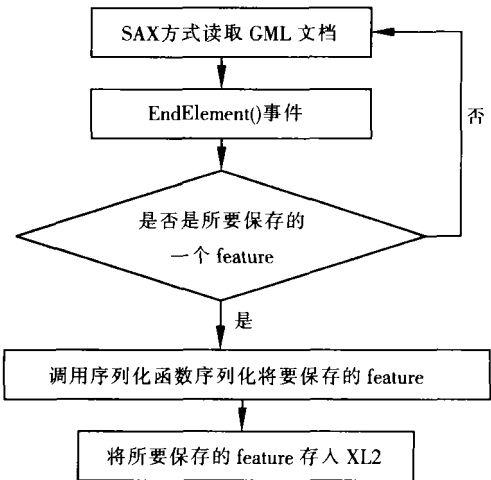 SAX方式读取 GML 文档
EndElement()事件
否
是否是所要保存的
一个 feature
是
调用序列化函数序列化将要保存的 feature
将所要保存的 feature 存入 XL2